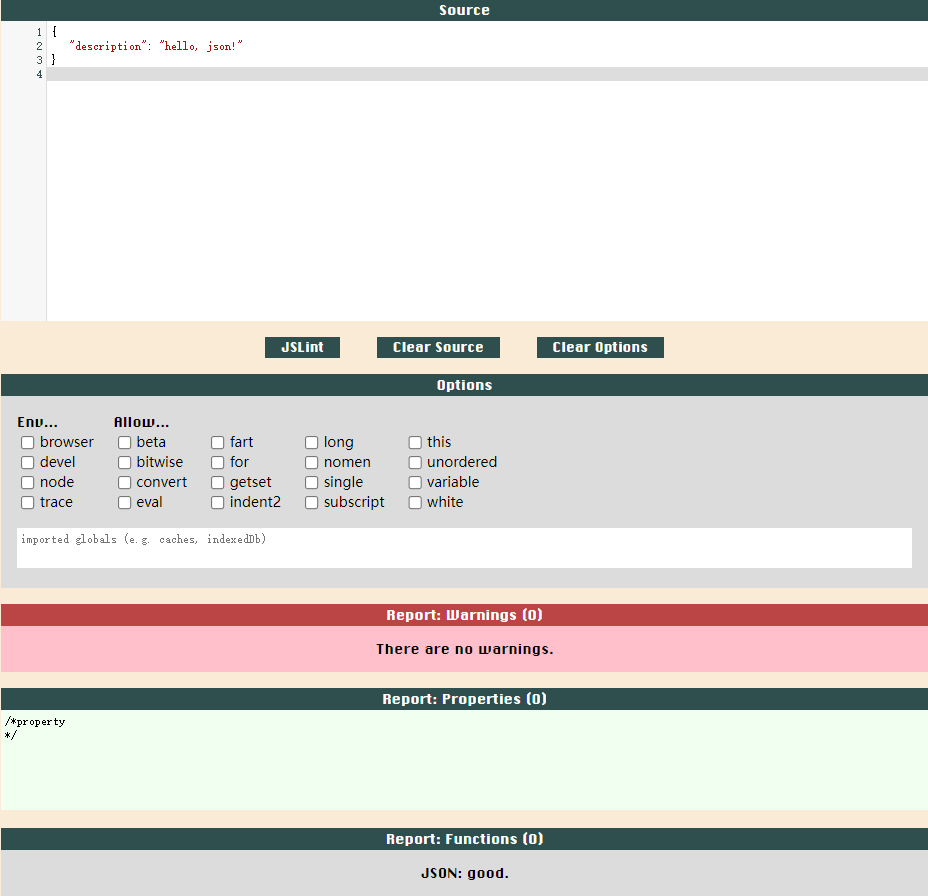 Source
1 {
2 "description": "hello, json!"
3 }
4
JSLint Clear Source Clear Options
Options
Env... Allow...
browser beta fart long this
devel bitwise for nomen unordered
node convert getset single variable
trace eval indent2 subscript white
imported globals (e.g. caches, indexedDb)
Report: Warnings (0)
There are no warnings.
Report: Properties (0)
/*property
*/
Report: Functions (0)
JSON: good.